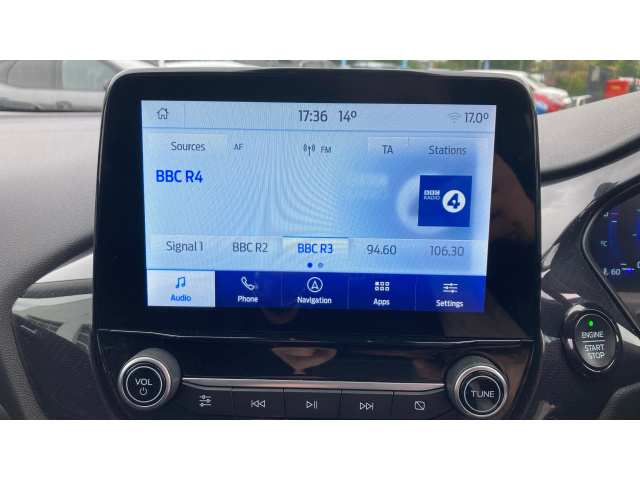 17:36 14º 17.0º
Sources AF FM TA Stations
BBC R4
BBC RADIO 4
Signal 1 BBC R2 BBC R3 94.60 106.30
Audio Phone Navigation Apps Settings
VOL TUNE
ENGINE
START
STOP
°C
60